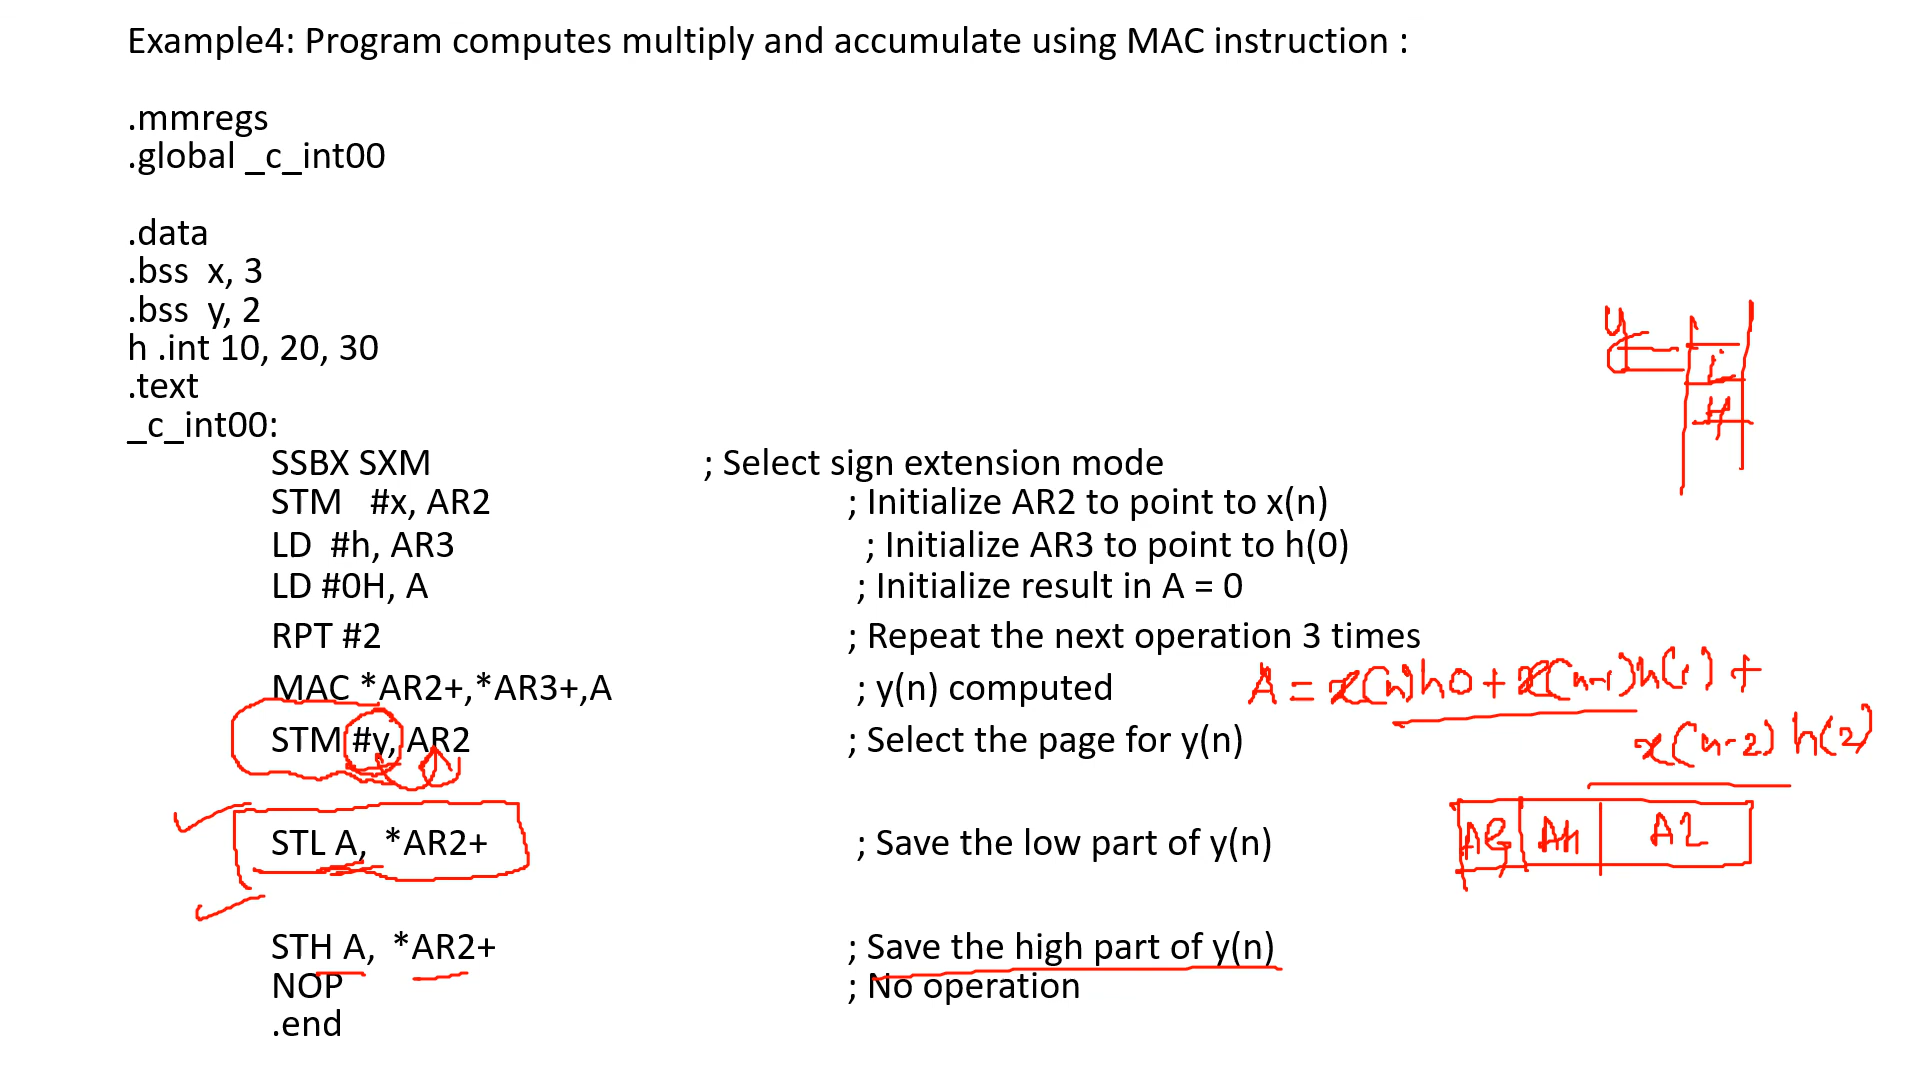 Example4: Program computes multiply and accumulate using MAC instruction :
.mmregs
.global _c_int00
.data
.bss  x, 3
.bss  y, 2
h .int 10, 20, 30
.text
_c_int00:
SSBX SXM ; Select sign extension mode
STM   #x, AR2 ; Initialize AR2 to point to x(n)
LD  #h, AR3 ; Initialize AR3 to point to h(0)
LD #0H, A ; Initialize result in A = 0
RPT #2 ; Repeat the next operation 3 times
MAC *AR2+,*AR3+,A ; y(n) computed
STM #y, AR2 ; Select the page for y(n)
STL A,  *AR2+ ; Save the low part of y(n)
STH A,  *AR2+ ; Save the high part of y(n)
NOP ; No operation
.end
y
L
H
A = x(n)h0 + x(n-1)h(1) +
x(n-2) h(2)
AG AH AL